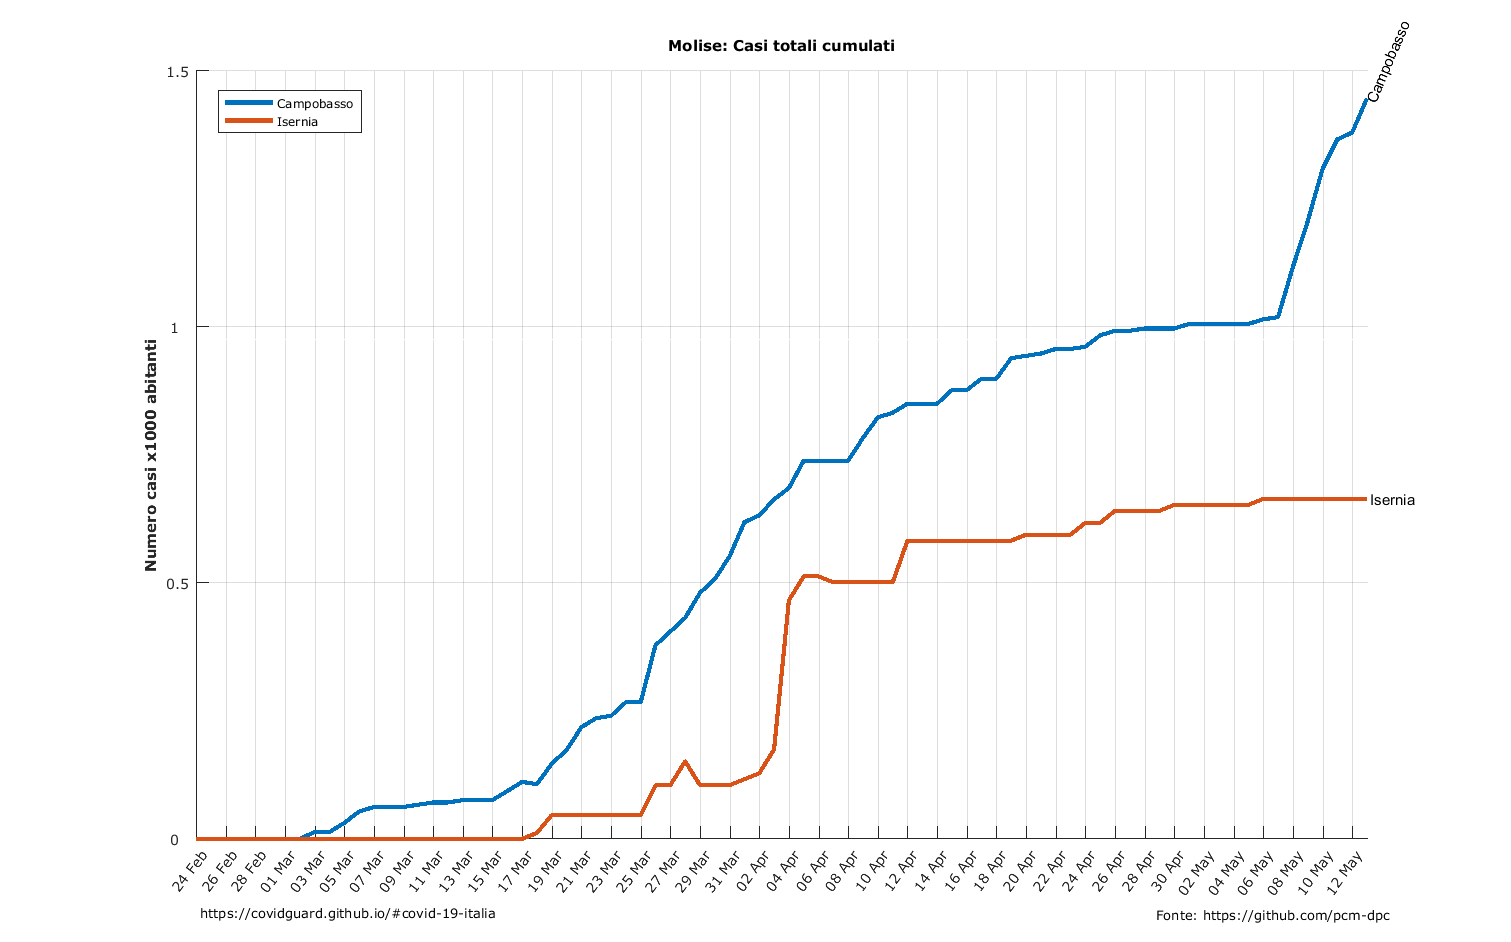 Molise: Casi totali cumulati
Campobasso
1.5
Campobasso
Isernia
1
Numero casi x1000 abitanti
Isernia
0.5
0
24 Feb
26 Feb
28 Feb
01 Mar
03 Mar
05 Mar
07 Mar
09 Mar
11 Mar
13 Mar
15 Mar
17 Mar
19 Mar
21 Mar
23 Mar
25 Mar
27 Mar
29 Mar
31 Mar
02 Apr
04 Apr
06 Apr
08 Apr
10 Apr
12 Apr
14 Apr
16 Apr
18 Apr
20 Apr
22 Apr
24 Apr
26 Apr
28 Apr
30 Apr
02 May
04 May
06 May
08 May
10 May
12 May
https://covidguard.github.io/#covid-19-italia
Fonte: https://github.com/pcm-dpc